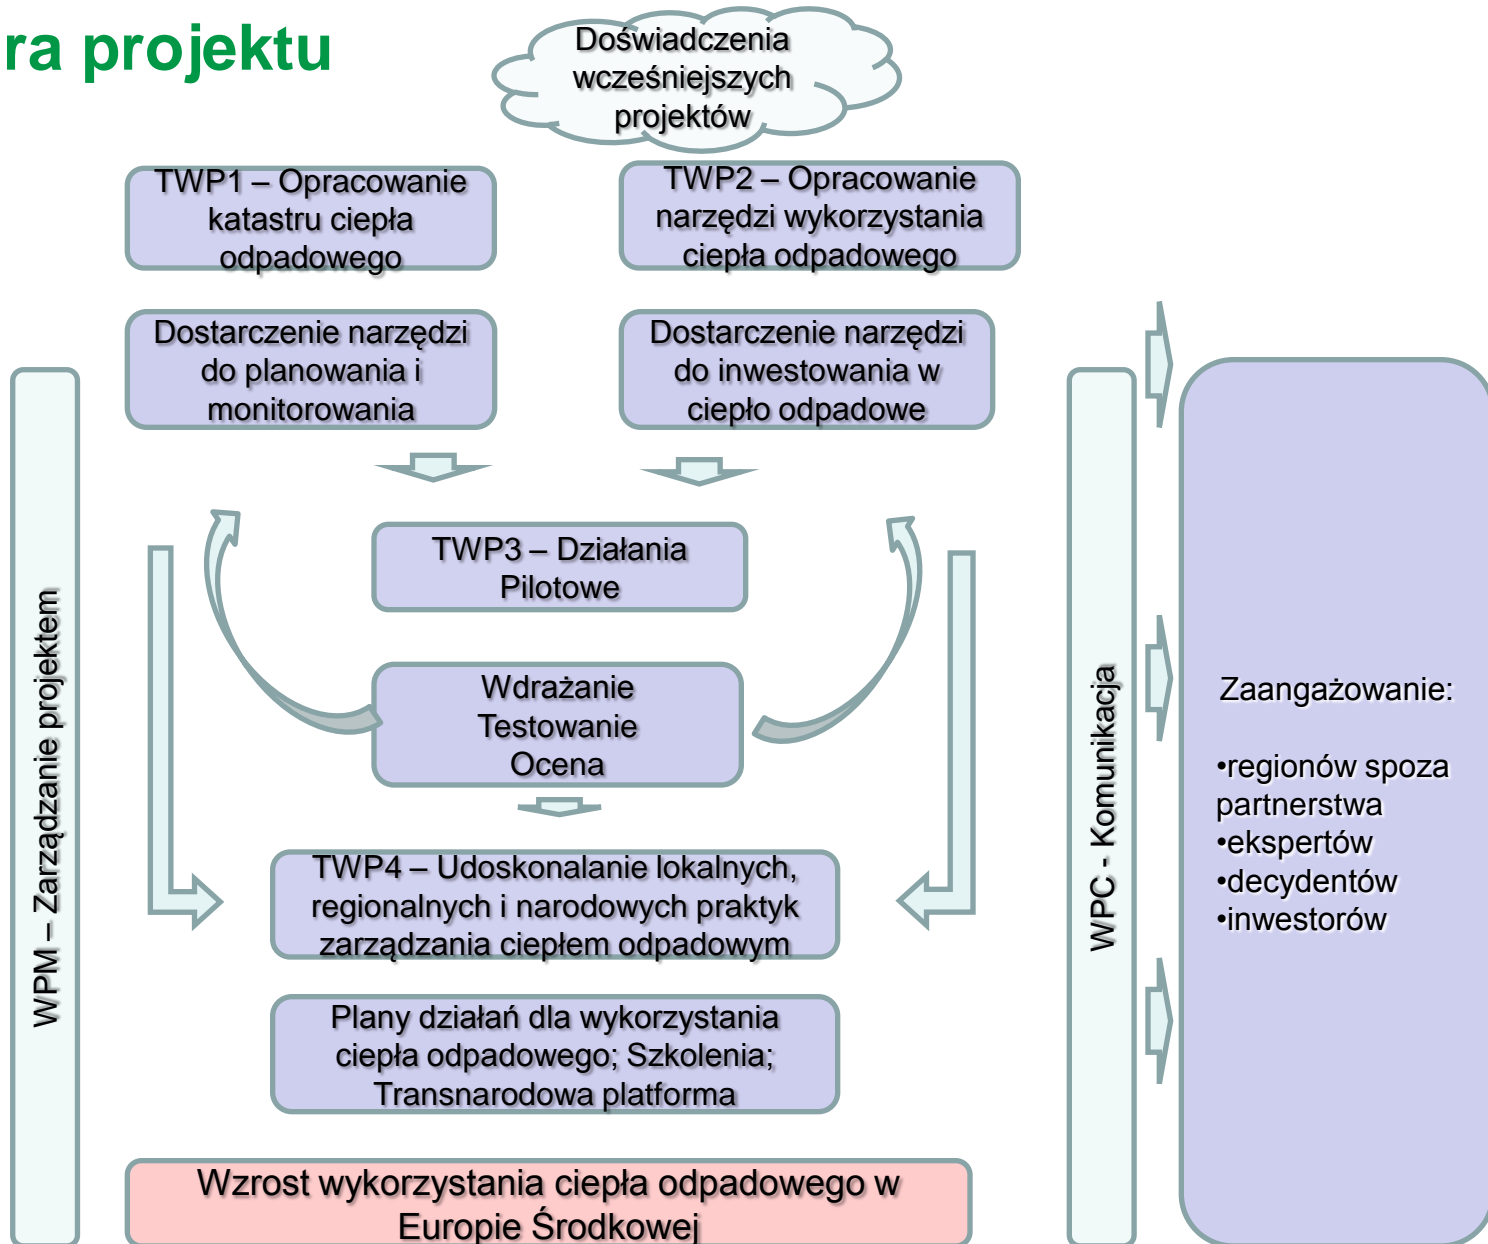 ra projektu
Doświadczenia
wcześniejszych
projektów
TWP1 – Opracowanie
katastru ciepła
odpadowego
TWP2 – Opracowanie
narzędzi wykorzystania
ciepła odpadowego
Dostarczenie narzędzi
do planowania i
monitorowania
Dostarczenie narzędzi
do inwestowania w
ciepło odpadowe
TWP3 – Działania
Pilotowe
Wdrażanie
Testowanie
Ocena
TWP4 – Udoskonalanie lokalnych,
regionalnych i narodowych praktyk
zarządzania ciepłem odpadowym
Plany działań dla wykorzystania
ciepła odpadowego; Szkolenia;
Transnarodowa platforma
Wzrost wykorzystania ciepła odpadowego w
Europie Środkowej
WPM – Zarządzanie projektem
WPC - Komunikacja
Zaangażowanie:
•regionów spoza
partnerstwa
•ekspertów
•decydentów
•inwestorów